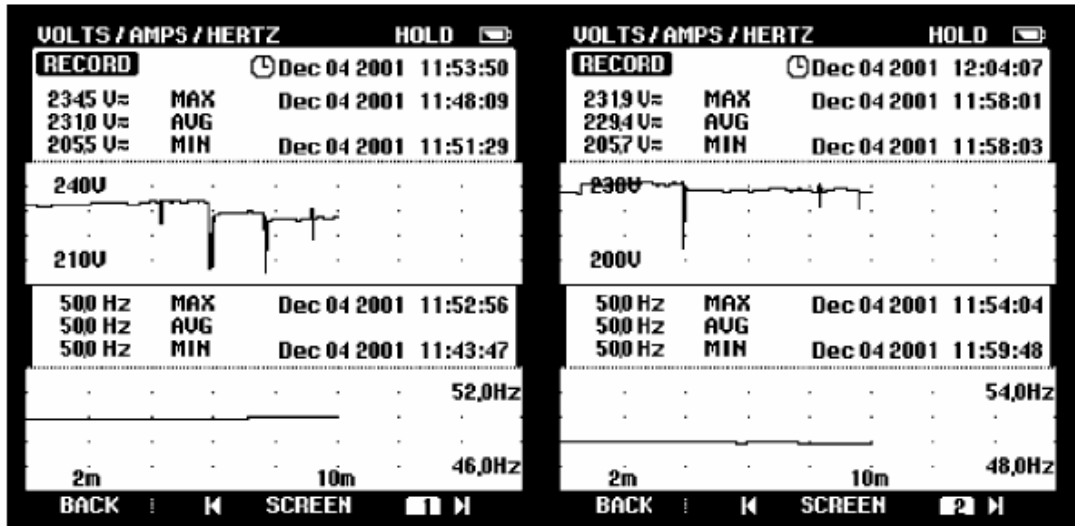 VOLTS/AMPS/HERTZ HOLD
RECORD Dec 04 2001 11:53:50
234,5 V≂ MAX Dec 04 2001 11:48:09
231,0 V≂ AVG
205,5 V≂ MIN Dec 04 2001 11:51:29
240V
210V
50,0 Hz MAX Dec 04 2001 11:52:56
50,0 Hz AVG
50,0 Hz MIN Dec 04 2001 11:43:47
52,0Hz
46,0Hz
2m 10m
BACK SCREEN 1
VOLTS/AMPS/HERTZ HOLD
RECORD Dec 04 2001 12:04:07
231,9 V≂ MAX Dec 04 2001 11:58:01
229,4 V≂ AVG
205,7 V≂ MIN Dec 04 2001 11:58:03
230V
200V
50,0 Hz MAX Dec 04 2001 11:54:04
50,0 Hz AVG
50,0 Hz MIN Dec 04 2001 11:59:48
54,0Hz
48,0Hz
2m 10m
BACK SCREEN 2